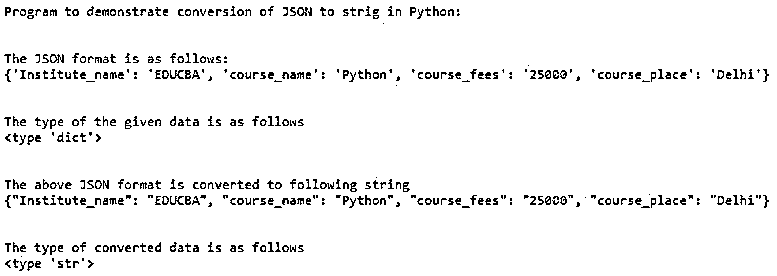 Program to demonstrate conversion of JSON to strig in Python:
The JSON format is as follows:
{'Institute_name': 'EDUCBA', 'course_name': 'Python', 'course_fees': '25000', 'course_place': 'Delhi'}
The type of the given data is as follows
<type 'dict'>
The above JSON format is converted to following string
{"Institute_name": "EDUCBA", "course_name": "Python", "course_fees": "25000", "course_place": "Delhi"}
The type of converted data is as follows
<type 'str'>